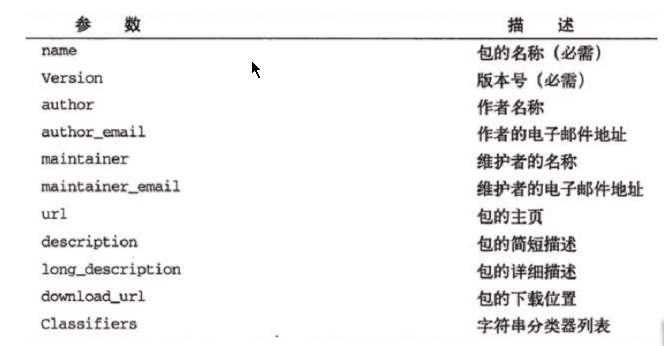 参 数 描 述
name 包的名称（必需）
Version 版本号（必需）
author 作者名称
author_email 作者的电子邮件地址
maintainer 维护者的名称
maintainer_email 维护者的电子邮件地址
url 包的主页
description 包的简短描述
long_description 包的详细描述
download_url 包的下载位置
Classifiers 字符串分类器列表